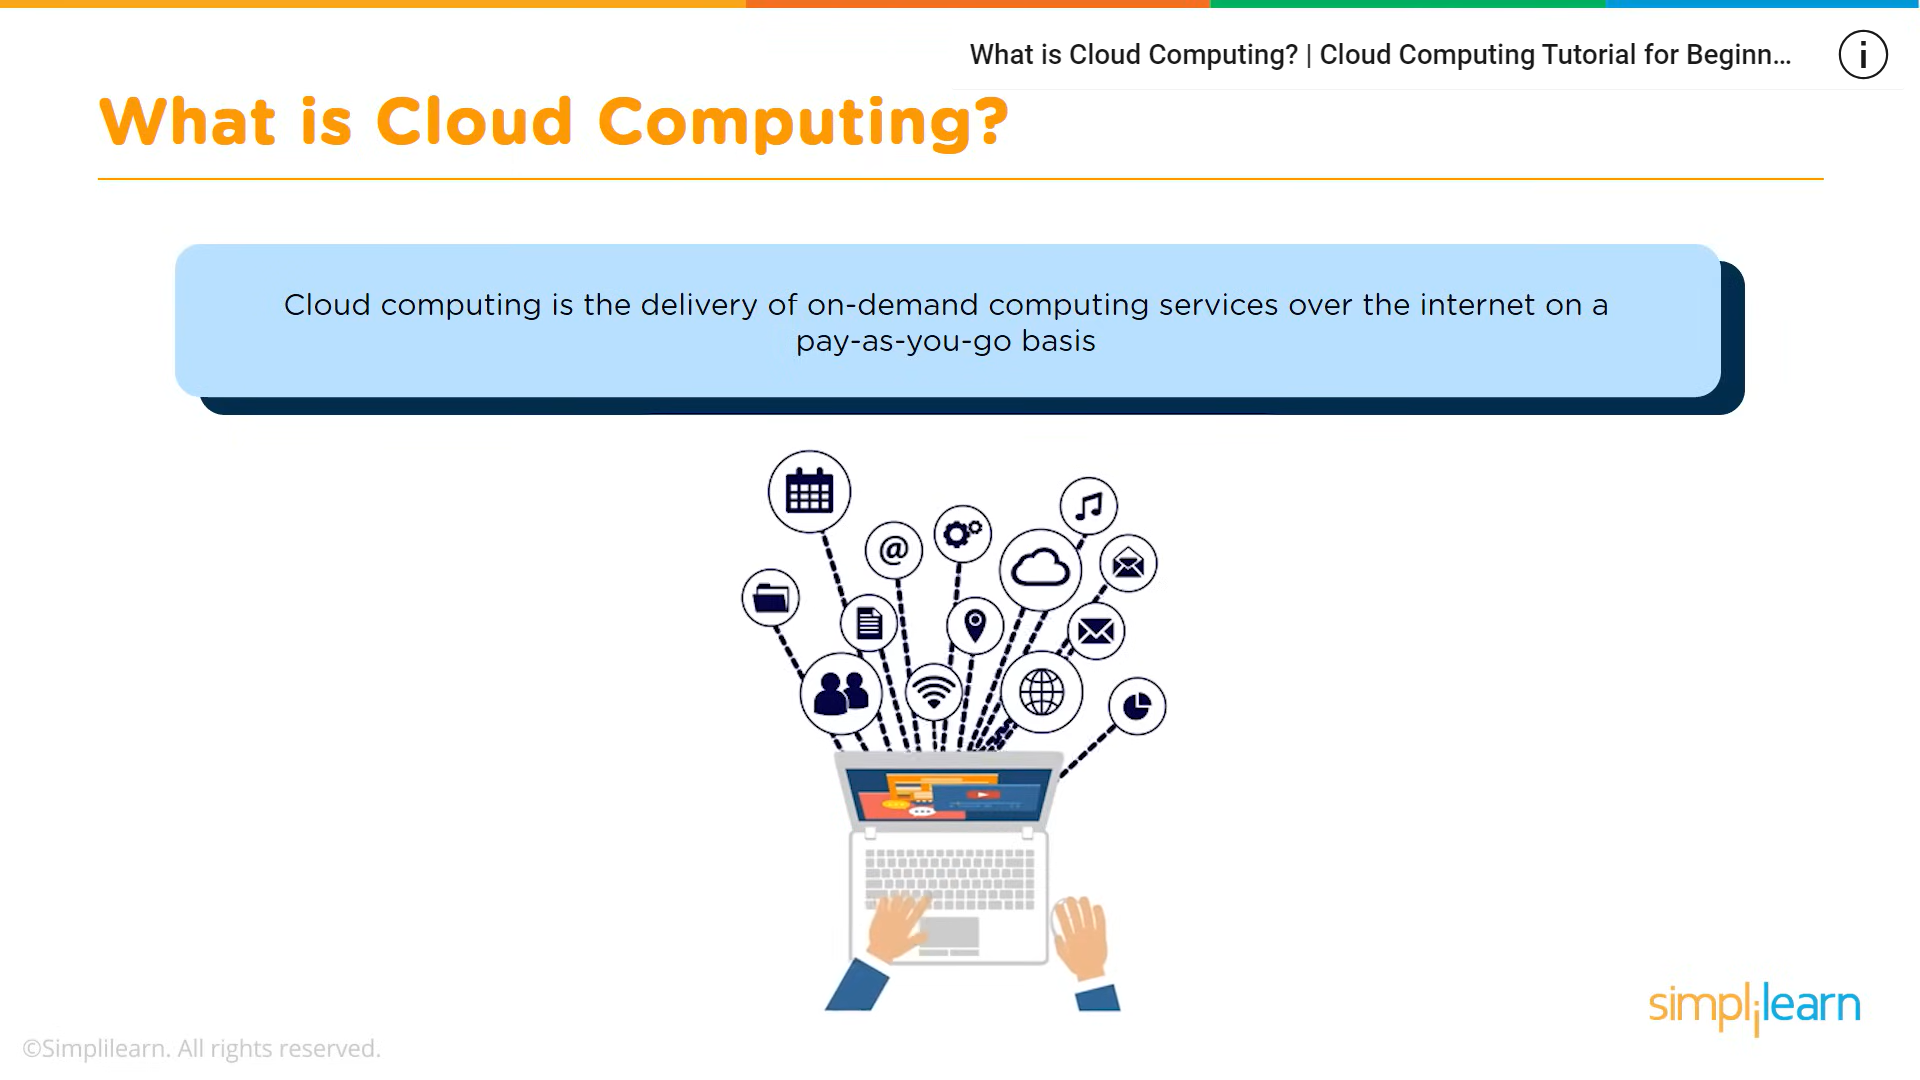 What is Cloud Computing? | Cloud Computing Tutorial for Beginn...
What is Cloud Computing?
Cloud computing is the delivery of on-demand computing services over the internet on a
pay-as-you-go basis
@
simplilearn
©Simplilearn. All rights reserved.